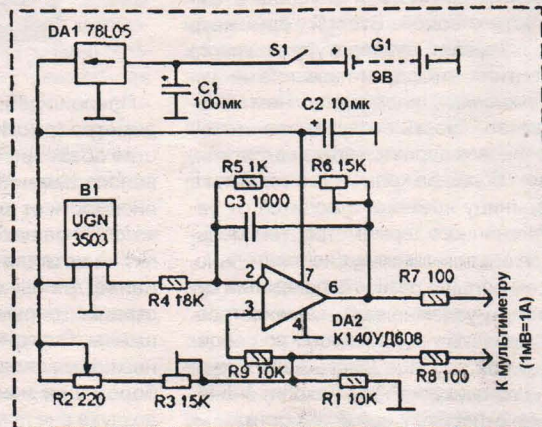 DA1 78L05
S1
+
G1
9В
+
C1
100мк
C2 10мк
+
R5 1K
R6 15K
C3 1000
B1
UGN
3503
R4 18K
2
7
6
3
4
DA2
К140УД608
R7 100
R8 100
К мультиметру
(1мВ=1А)
R9 10K
R2 220
R3 15K
R1 10K